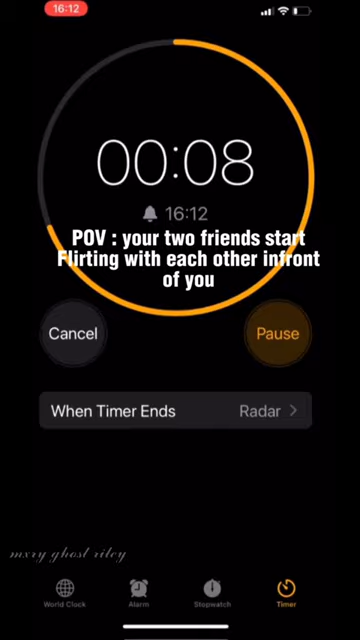 16:12
00:08
16:12
POV : your two friends start
Flirting with each other infront
of you
Cancel
Pause
When Timer Ends
Radar
mxry ghost riley
World Clock
Alarm
Stopwatch
Timer